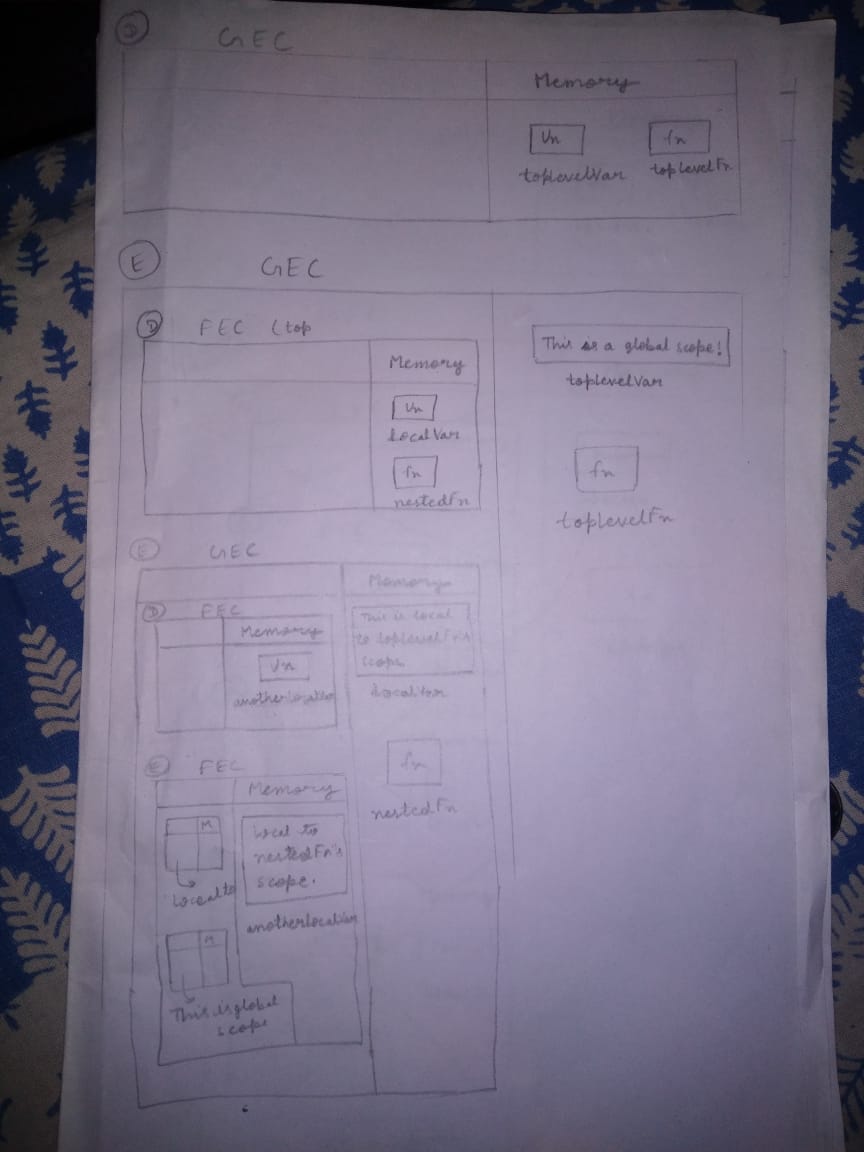 D GEC
Memory
Un fn
toplevelVar toplevelFn
E GEC
D FEC (top
Memory
Un
localVar
fn
nestedFn
This is a global scope!
toplevelVar
fn
toplevelFn
E GEC
Memory
D FEC
Memory
Un
This is local
to toplevelFn's
scope
localVar
fn
nestedFn
E FEC
Memory
M
Local to
nestedFn's
scope.
Local to
anotherlocalVar
M
This is global
scope